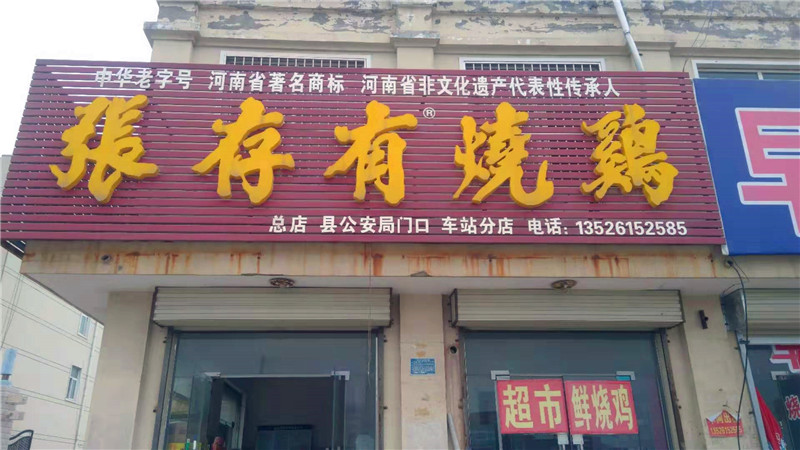 中华老字号 河南省著名商标 河南省非文化遗产代表性传承人
張存有燒鷄®
总店 县公安局门口 车站分店 电话: 13526152585
早
超市 鲜烧鸡